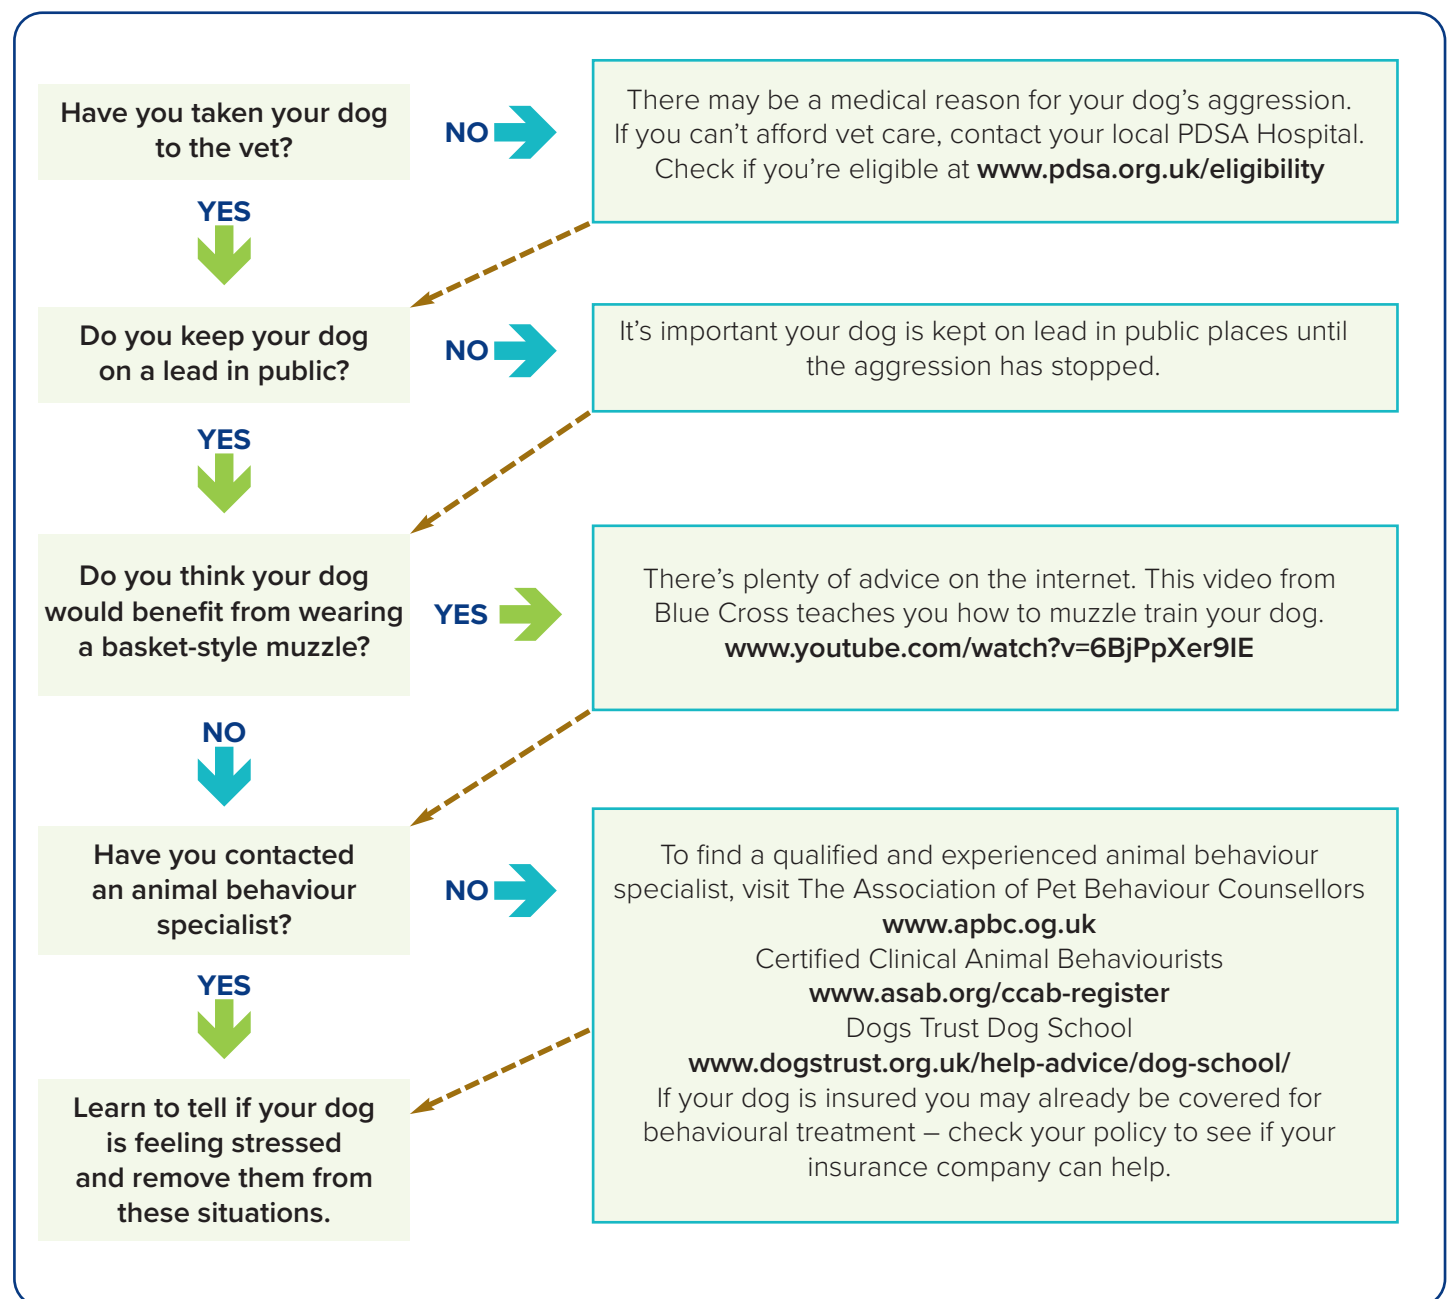 Have you taken your dog
to the vet?
NO
There may be a medical reason for your dog's aggression.
If you can't afford vet care, contact your local PDSA Hospital.
Check if you're eligible at www.pdsa.org.uk/eligibility
YES
Do you keep your dog
on a lead in public?
NO
It's important your dog is kept on lead in public places until
the aggression has stopped.
YES
Do you think your dog
would benefit from wearing
a basket-style muzzle?
YES
There's plenty of advice on the internet. This video from
Blue Cross teaches you how to muzzle train your dog.
www.youtube.com/watch?v=6BjPpXer9IE
NO
Have you contacted
an animal behaviour
specialist?
NO
To find a qualified and experienced animal behaviour
specialist, visit The Association of Pet Behaviour Counsellors
www.apbc.og.uk
Certified Clinical Animal Behaviourists
www.asab.org/ccab-register
Dogs Trust Dog School
www.dogstrust.org.uk/help-advice/dog-school/
If your dog is insured you may already be covered for
behavioural treatment – check your policy to see if your
insurance company can help.
YES
Learn to tell if your dog
is feeling stressed
and remove them from
these situations.